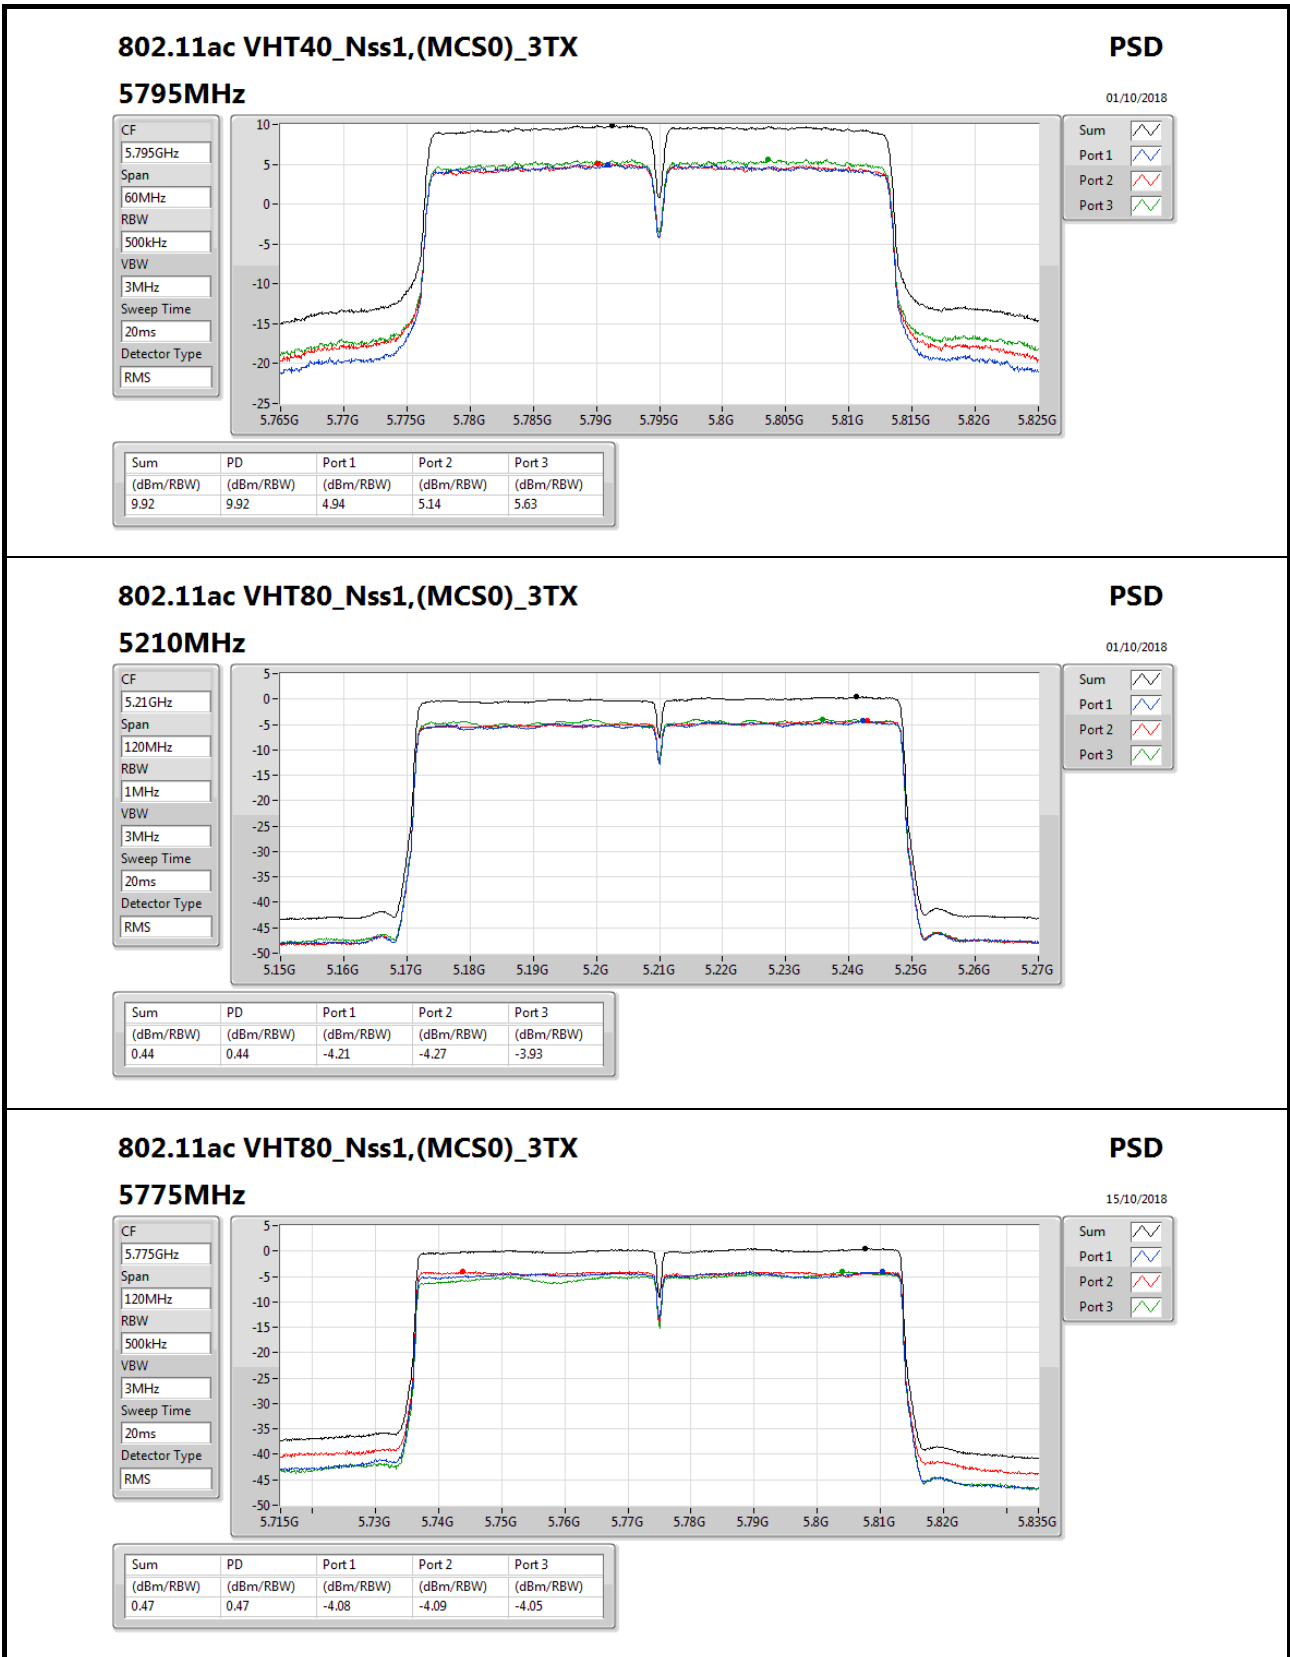 802.11ac VHT40_Nss1,(MCS0)_3TX PSD
5795MHz 01/10/2018
CF
5.795GHz
Span
60MHz
RBW
500kHz
VBW
3MHz
Sweep Time
20ms
Detector Type
RMS
10
5
0
-5
-10
-15
-20
-25
5.765G 5.77G 5.775G 5.78G 5.785G 5.79G 5.795G 5.8G 5.805G 5.81G 5.815G 5.82G 5.825G
Sum
Port 1
Port 2
Port 3
Sum PD Port 1 Port 2 Port 3
(dBm/RBW) (dBm/RBW) (dBm/RBW) (dBm/RBW) (dBm/RBW)
9.92 9.92 4.94 5.14 5.63
802.11ac VHT80_Nss1,(MCS0)_3TX PSD
5210MHz 01/10/2018
CF
5.21GHz
Span
120MHz
RBW
1MHz
VBW
3MHz
Sweep Time
20ms
Detector Type
RMS
5
0
-5
-10
-15
-20
-25
-30
-35
-40
-45
-50
5.15G 5.16G 5.17G 5.18G 5.19G 5.2G 5.21G 5.22G 5.23G 5.24G 5.25G 5.26G 5.27G
Sum
Port 1
Port 2
Port 3
Sum PD Port 1 Port 2 Port 3
(dBm/RBW) (dBm/RBW) (dBm/RBW) (dBm/RBW) (dBm/RBW)
0.44 0.44 -4.21 -4.27 -3.93
802.11ac VHT80_Nss1,(MCS0)_3TX PSD
5775MHz 15/10/2018
CF
5.775GHz
Span
120MHz
RBW
500kHz
VBW
3MHz
Sweep Time
20ms
Detector Type
RMS
5
0
-5
-10
-15
-20
-25
-30
-35
-40
-45
-50
5.715G 5.73G 5.74G 5.75G 5.76G 5.77G 5.78G 5.79G 5.8G 5.81G 5.82G 5.835G
Sum
Port 1
Port 2
Port 3
Sum PD Port 1 Port 2 Port 3
(dBm/RBW) (dBm/RBW) (dBm/RBW) (dBm/RBW) (dBm/RBW)
0.47 0.47 -4.08 -4.09 -4.05